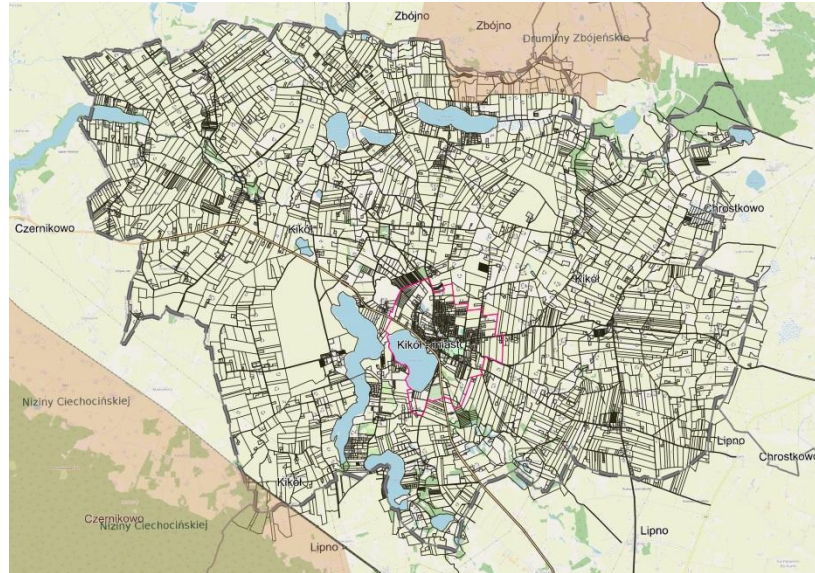 Zbójno
Zbójno
Drumliny Zbójeńskie
Chrostkowo
Czernikowo
Kikół
Kikół
Kikół - miasto
Niziny Ciechocińskiej
Lipno
Chrostkowo
Kikół
Czernikowo
Niziny Ciechocińskiej
Lipno
Lipno